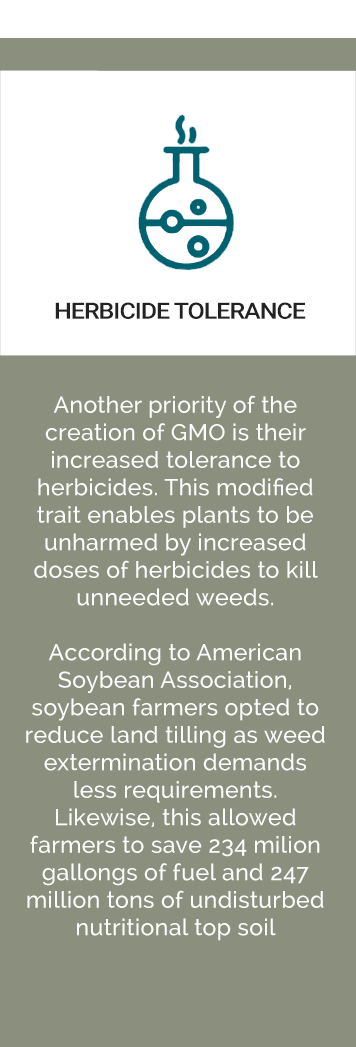 HERBICIDE TOLERANCE
Another priority of the
creation of GMO is their
increased tolerance to
herbicides. This modified
trait enables plants to be
unharmed by increased
doses of herbicides to kill
unneeded weeds.
According to American
Soybean Association,
soybean farmers opted to
reduce land tilling as weed
extermination demands
less requirements.
Likewise, this allowed
farmers to save 234 milion
gallongs of fuel and 247
million tons of undisturbed
nutritional top soil